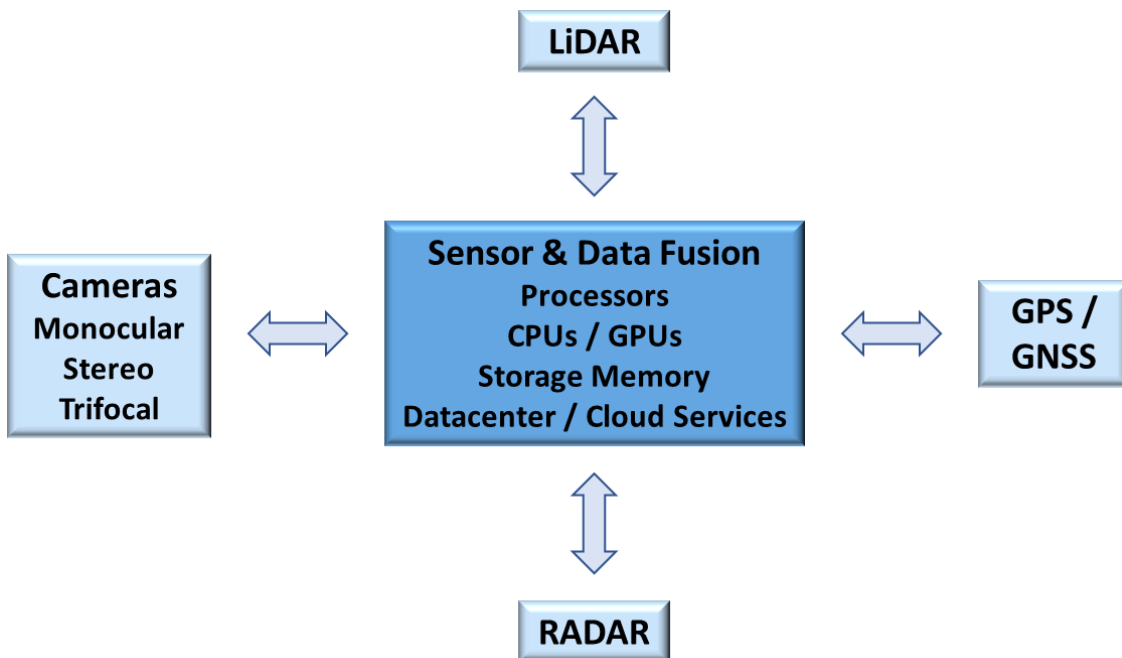 LiDAR
Sensor & Data Fusion
Processors
CPUs / GPUs
Storage Memory
Datacenter / Cloud Services
Cameras
Monocular
Stereo
Trifocal
GPS /
GNSS
RADAR